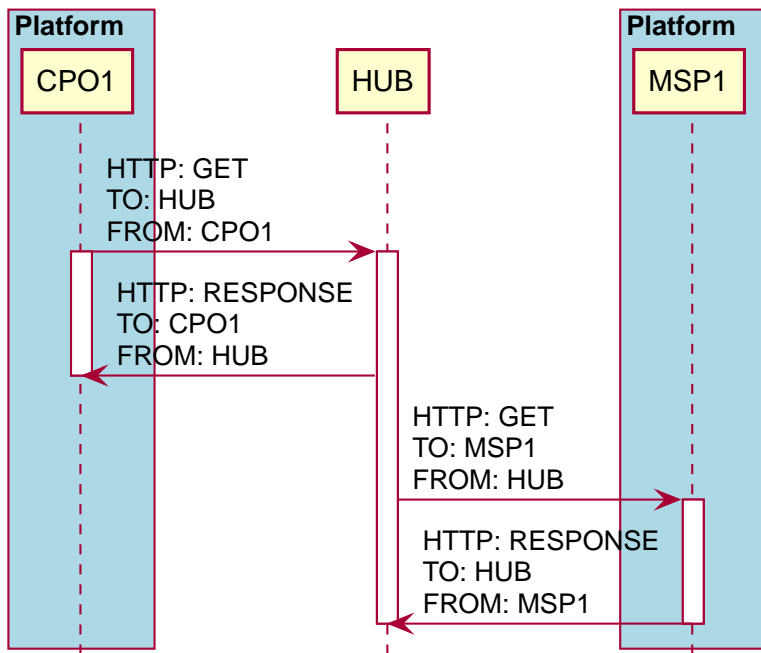 Platform
Platform
CPO1
HUB
MSP1
HTTP: GET
TO: HUB
FROM: CPO1
HTTP: RESPONSE
TO: CPO1
FROM: HUB
HTTP: GET
TO: MSP1
FROM: HUB
HTTP: RESPONSE
TO: HUB
FROM: MSP1